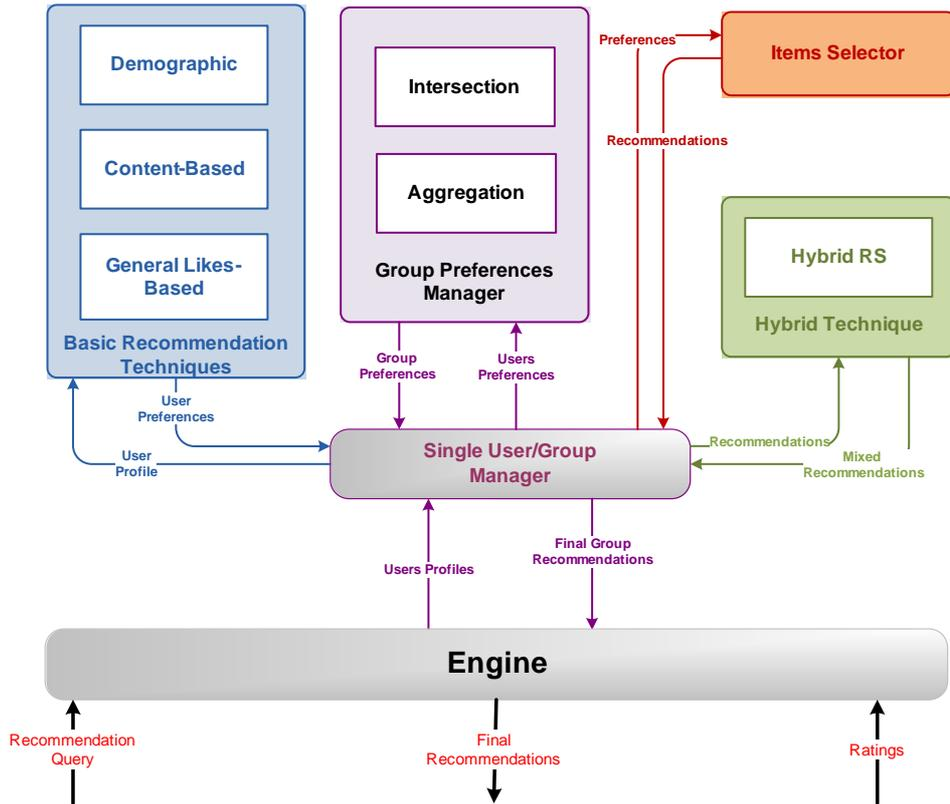 Demographic
Content-Based
General Likes-
Based
Basic Recommendation
Techniques
Intersection
Aggregation
Group Preferences
Manager
Preferences
Items Selector
Recommendations
Hybrid RS
Hybrid Technique
Group
Preferences
Users
Preferences
User
Preferences
User
Profile
Single User/Group
Manager
Recommendations
Mixed
Recommendations
Users Profiles
Final Group
Recommendations
Engine
Recommendation
Query
Final
Recommendations
Ratings